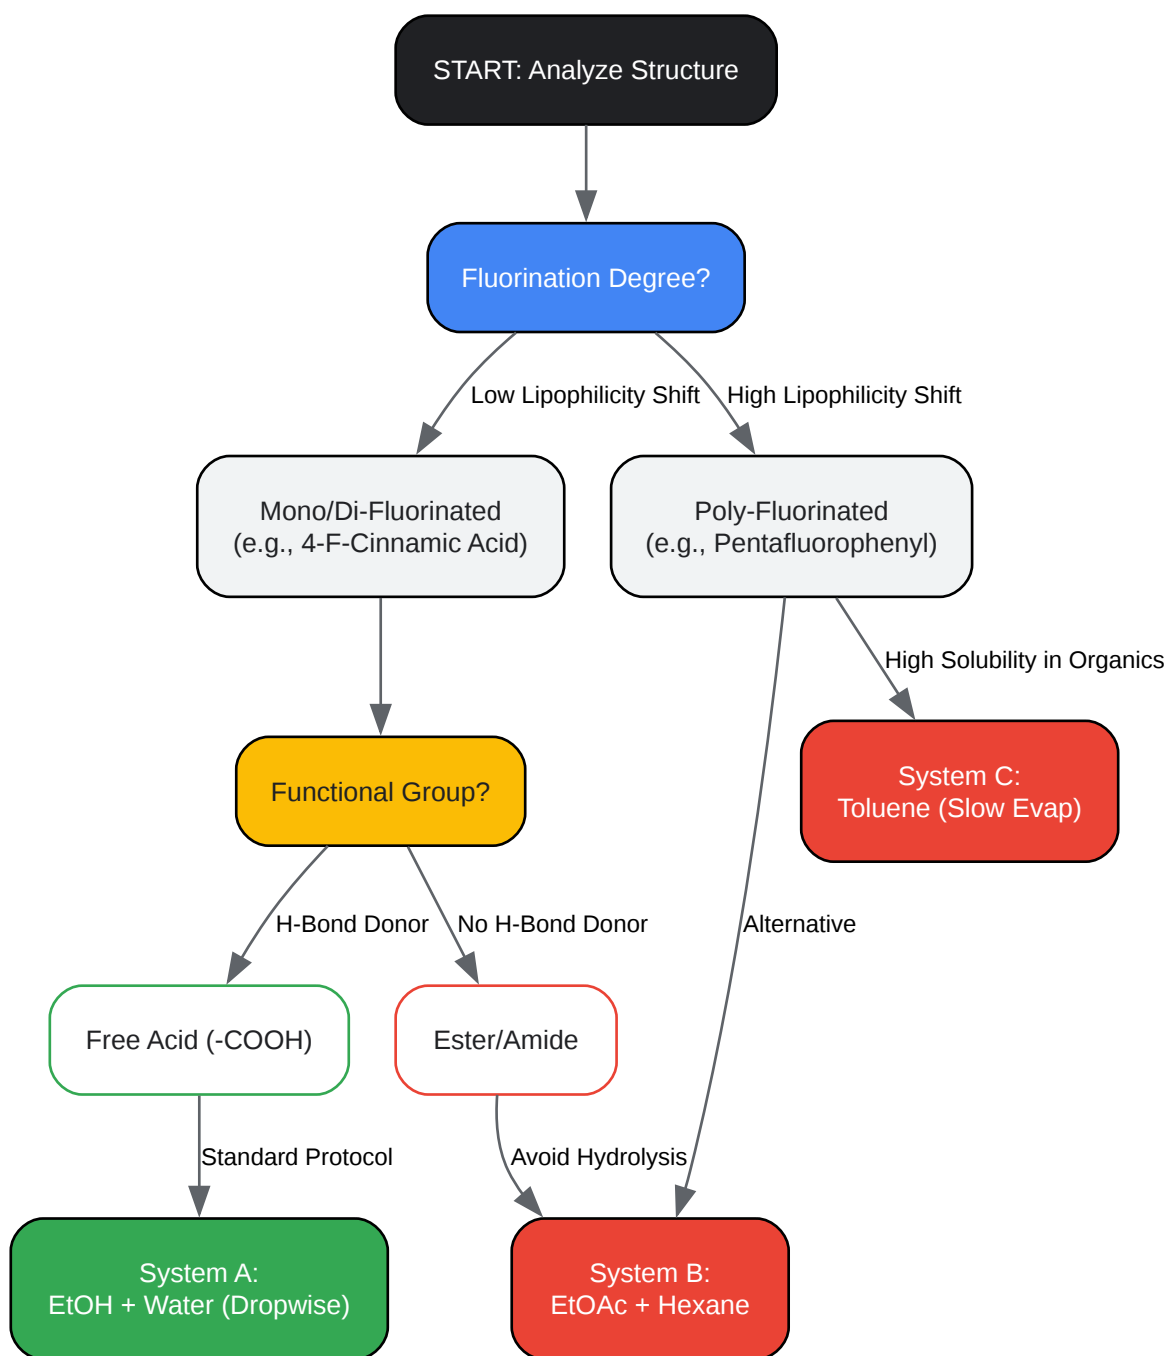 START: Analyze Structure
Fluorination Degree?
Low Lipophilicity Shift
High Lipophilicity Shift
Mono/Di-Fluorinated
(e.g., 4-F-Cinnamic Acid)
Poly-Fluorinated
(e.g., Pentafluorophenyl)
High Solubility in Organics
Functional Group?
System C:
Toluene (Slow Evap)
H-Bond Donor
No H-Bond Donor
Alternative
Free Acid (-COOH)
Ester/Amide
Standard Protocol
Avoid Hydrolysis
System A:
EtOH + Water (Dropwise)
System B:
EtOAc + Hexane